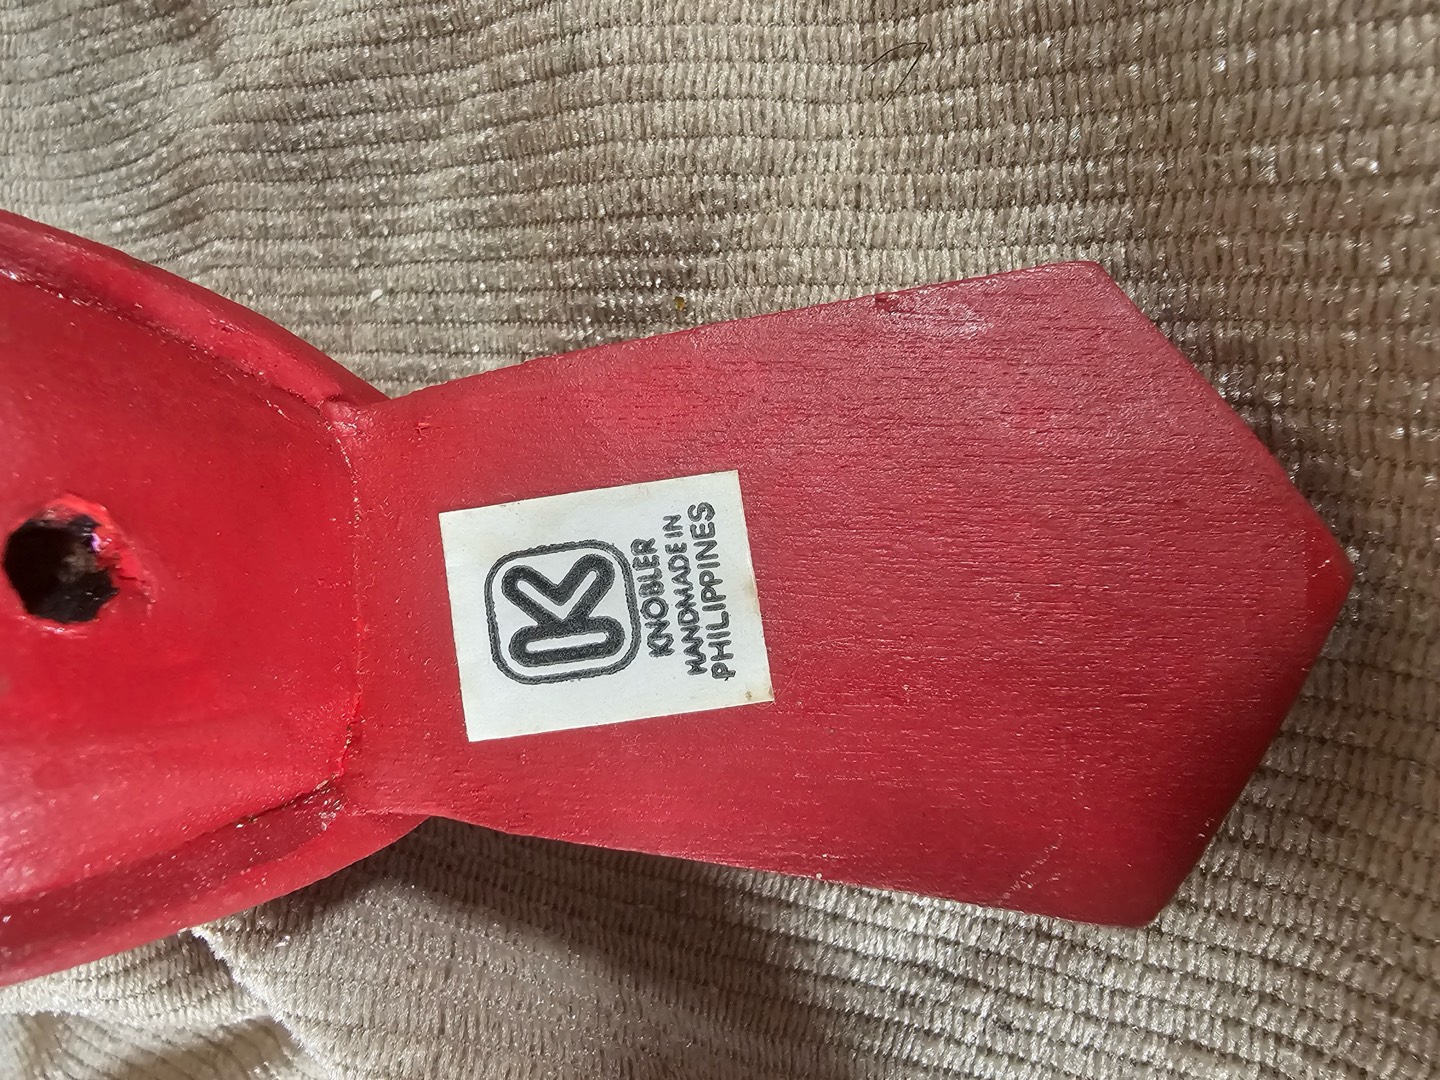 K
KNOBLER
HANDMADE IN
PHILIPPINES